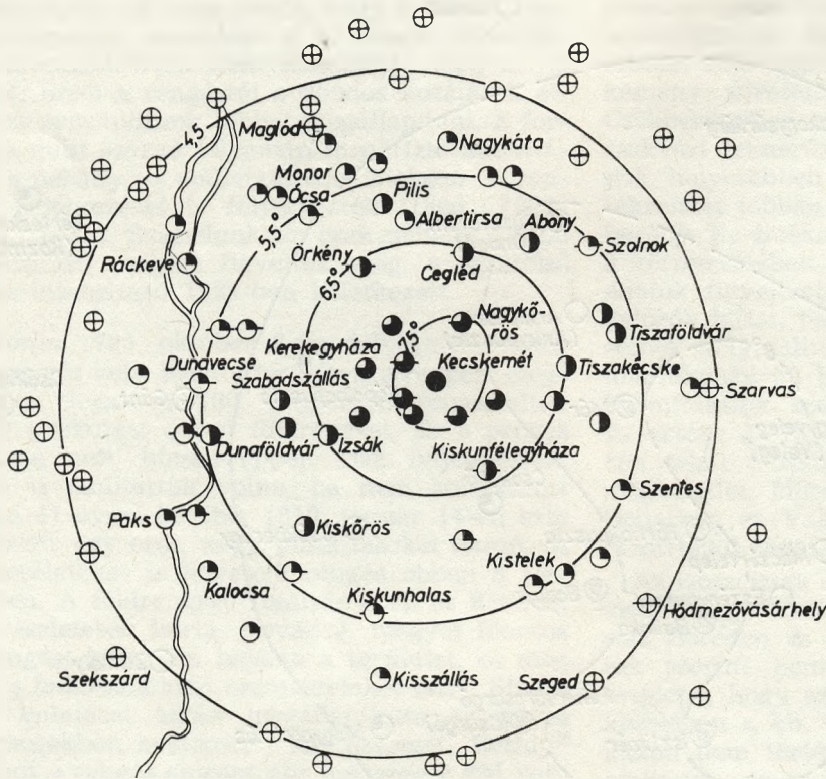 4,5
Maglód
Nagykáta
Monor
Pilis
Ócsa
Albertirsa
5,5°
Abony
Szolnok
Örkény
Cegléd
Ráckeve
6,5°
Nagykő-
rös
Kerekegyháza
7,5°
Tiszaföldvár
Kecskemét
Dunavecse
Tiszakécske
Szabadszállás
Szarvas
Dunaföldvár
Izsák
Kiskunfélegyháza
Szentes
Paks
Kiskőrös
Kistelek
Kalocsa
Kiskunhalas
Hódmezővásárhely
Szekszárd
Kisszállás
Szeged